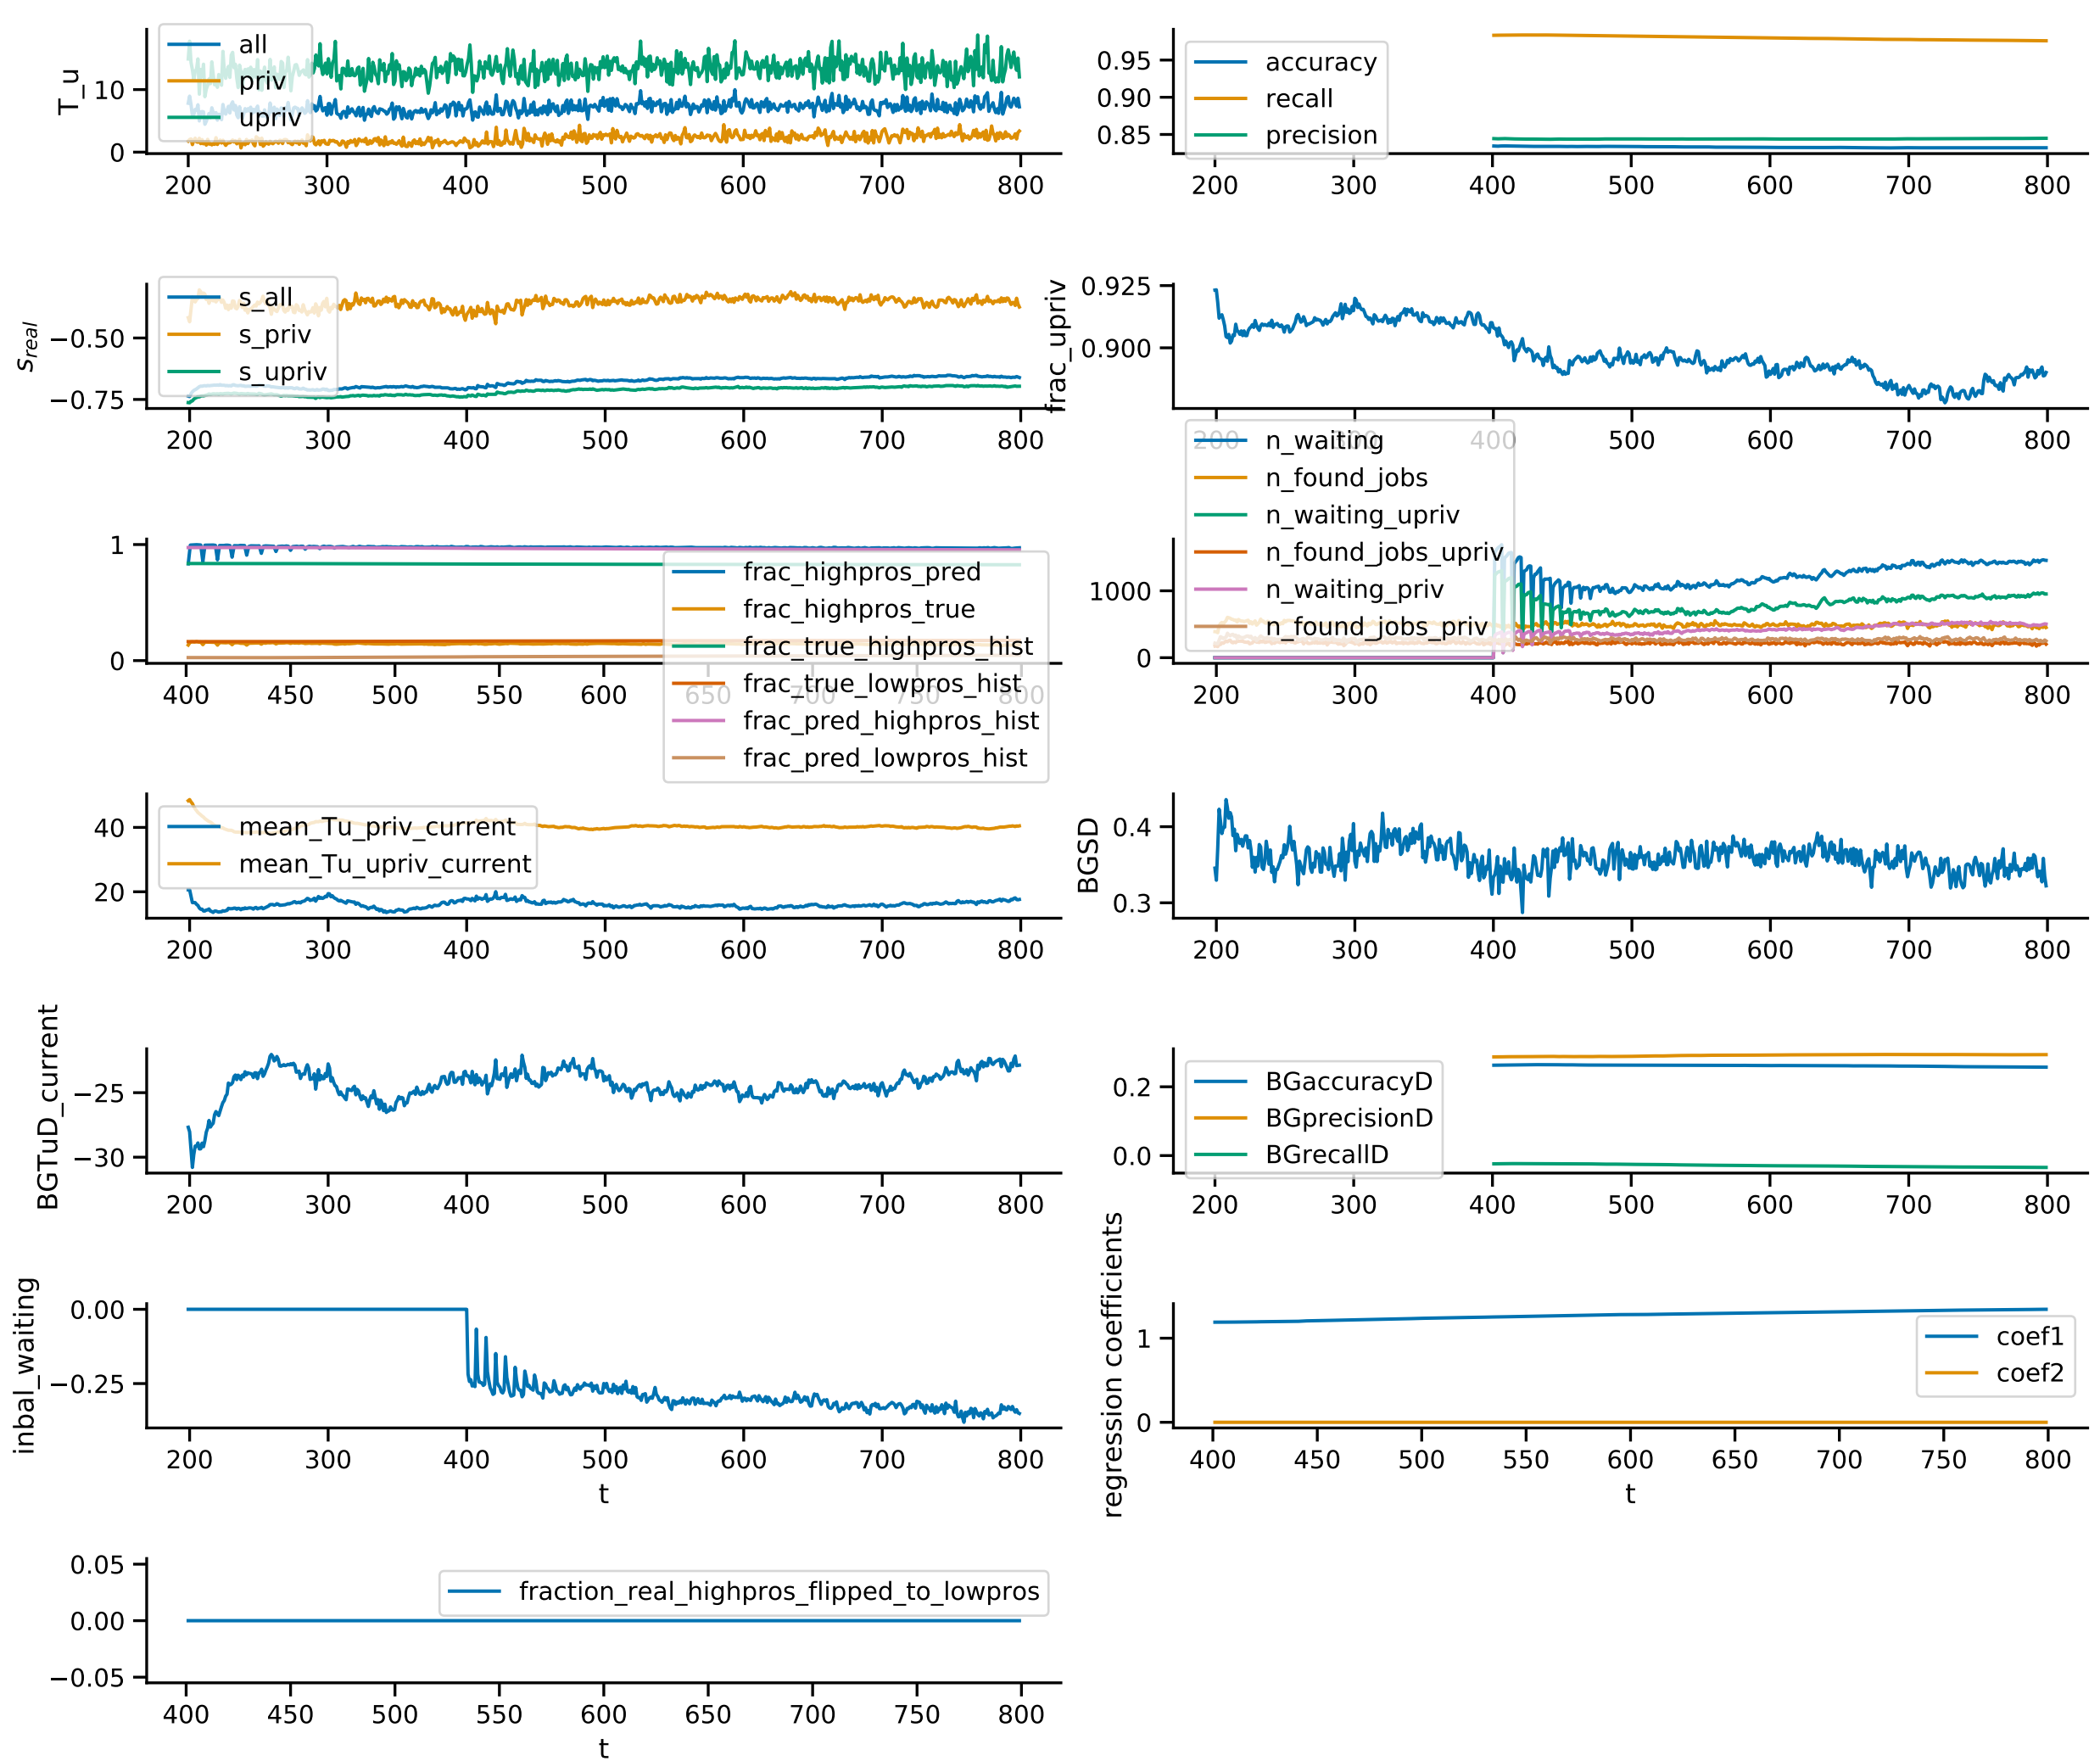 T_u
10
0
all
priv
upriv
200 300 400 500 600 700 800
0.95
0.90
0.85
accuracy
recall
precision
200 300 400 500 600 700 800
s_real
−0.50
−0.75
s_all
s_priv
s_upriv
200 300 400 500 600 700 800
frac_upriv
0.925
0.900
200 300 400 500 600 700 800
1
0
frac_highpros_pred
frac_highpros_true
frac_true_highpros_hist
frac_true_lowpros_hist
frac_pred_highpros_hist
frac_pred_lowpros_hist
400 450 500 550 600 650 700 750 800
1000
0
n_waiting
n_found_jobs
n_waiting_upriv
n_found_jobs_upriv
n_waiting_priv
n_found_jobs_priv
200 300 400 500 600 700 800
40
20
mean_Tu_priv_current
mean_Tu_upriv_current
200 300 400 500 600 700 800
BGSD
0.4
0.3
200 300 400 500 600 700 800
BGTuD_current
−25
−30
200 300 400 500 600 700 800
0.2
0.0
BGaccuracyD
BGprecisionD
BGrecallD
200 300 400 500 600 700 800
inbal_waiting
0.00
−0.25
200 300 400 500 600 700 800
t
regression coefficients
1
0
coef1
coef2
400 450 500 550 600 650 700 750 800
t
0.05
0.00
−0.05
fraction_real_highpros_flipped_to_lowpros
400 450 500 550 600 650 700 750 800
t